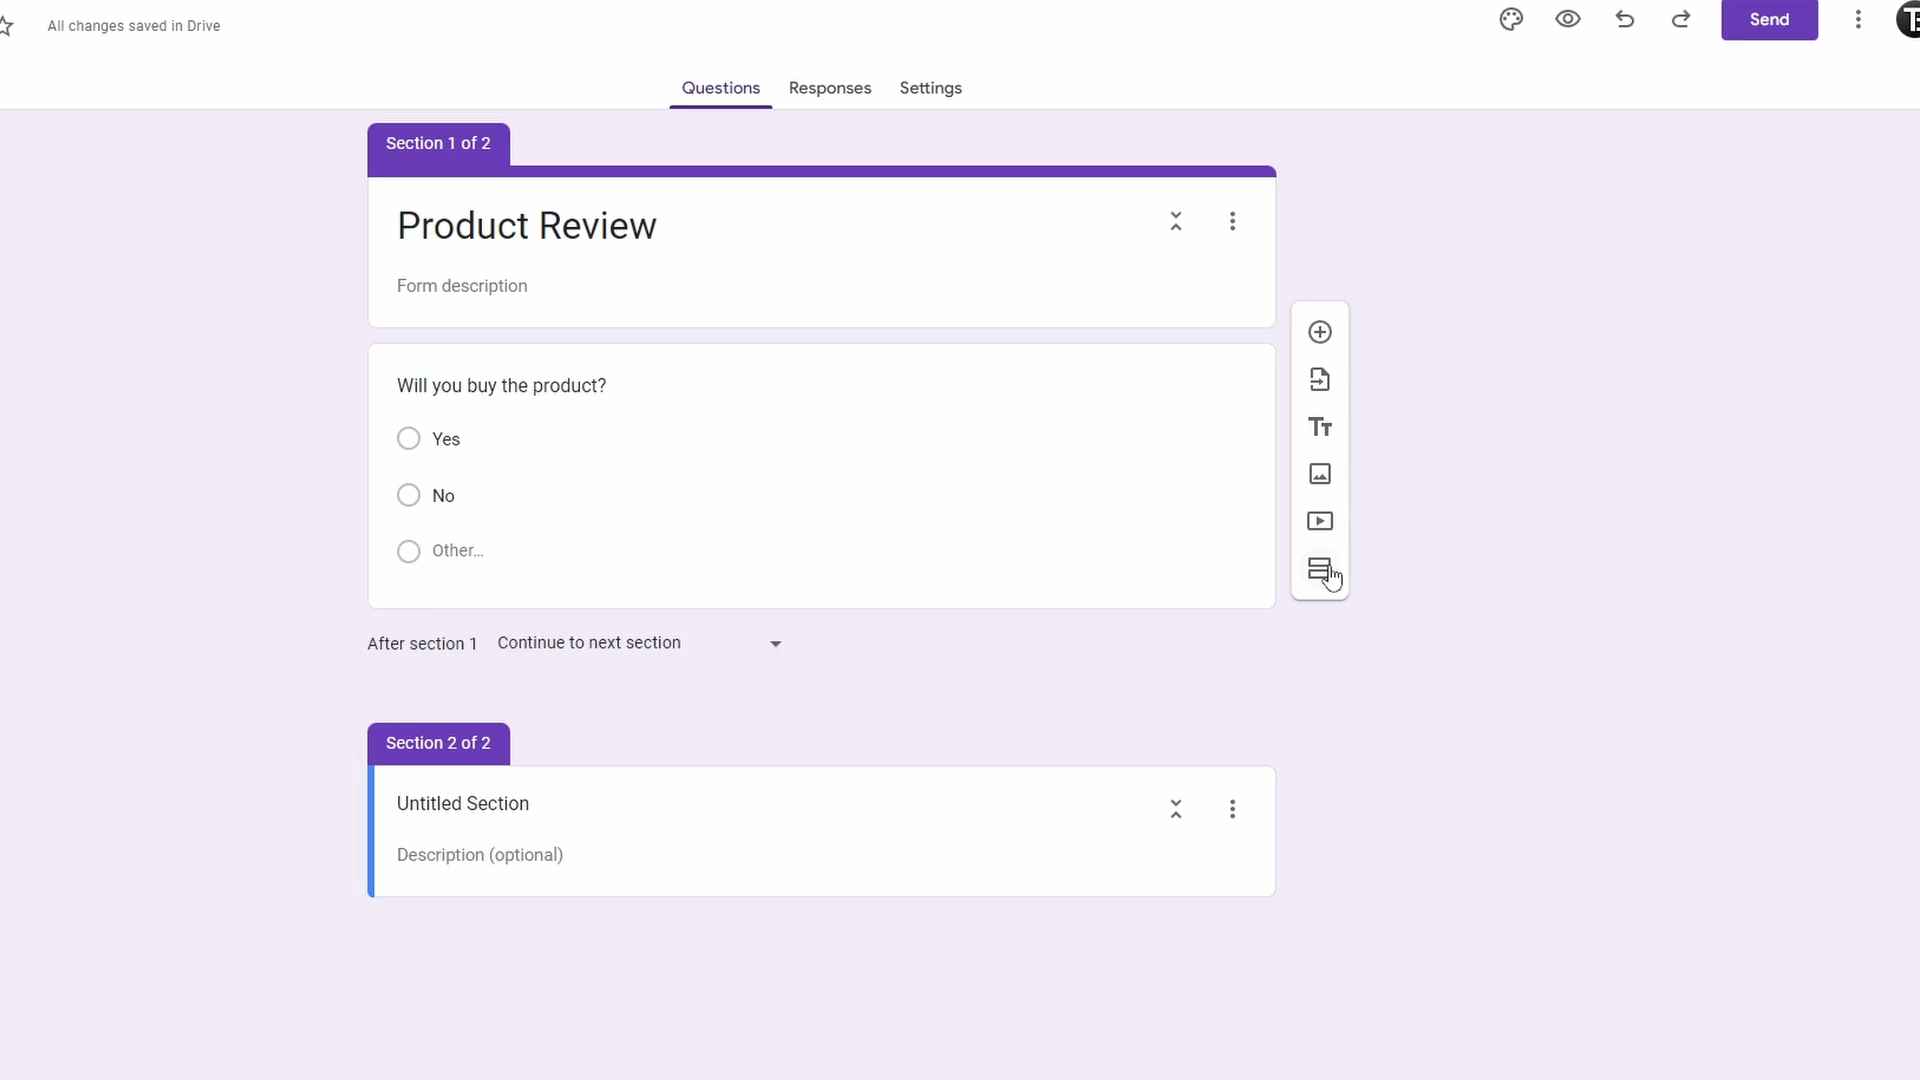 All changes saved in Drive
Send
Questions Responses Settings
Section 1 of 2
Product Review
Form description
Will you buy the product?
Yes
No
Other...
After section 1 Continue to next section
Section 2 of 2
Untitled Section
Description (optional)